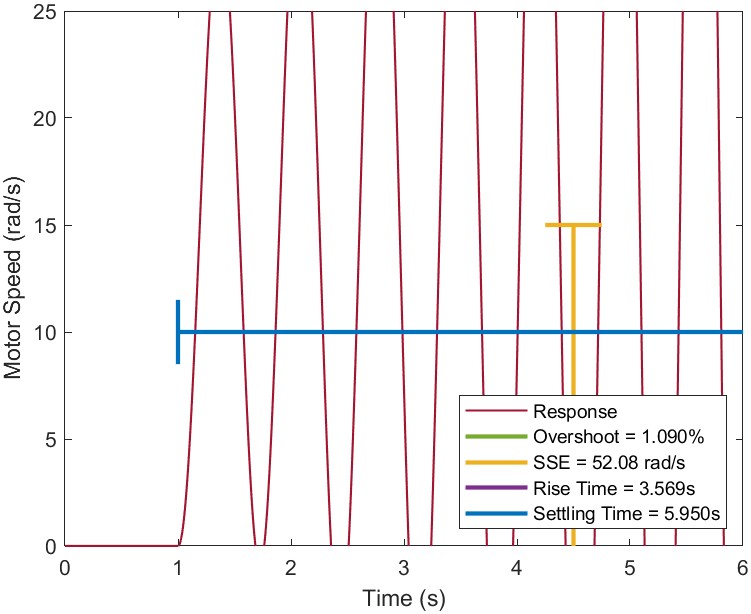 25
20
15
10
5
0
Motor Speed (rad/s)
Response
Overshoot = 1.090%
SSE = 52.08 rad/s
Rise Time = 3.569s
Settling Time = 5.950s
0 1 2 3 4 5 6
Time (s)